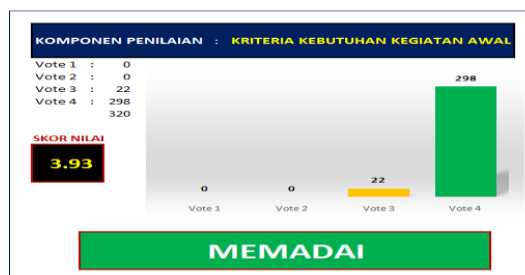 KOMPONEN PENILAIAN : KRITERIA KEBUTUHAN KEGIATAN AWAL
Vote 1 : 0
Vote 2 : 0
Vote 3 : 22
Vote 4 : 298
320
SKOR NILAI
3.93
298
22
0
0
Vote 1 Vote 2 Vote 3 Vote 4
MEMADAI